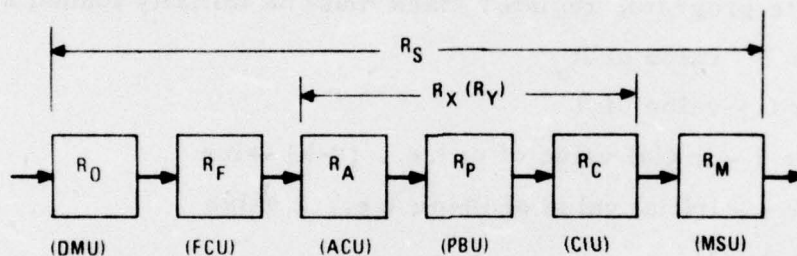 R_S
R_X (R_Y)
R_O R_F R_A R_P R_C R_M
(DMU) (FCU) (ACU) (PBU) (CIU) (MSU)